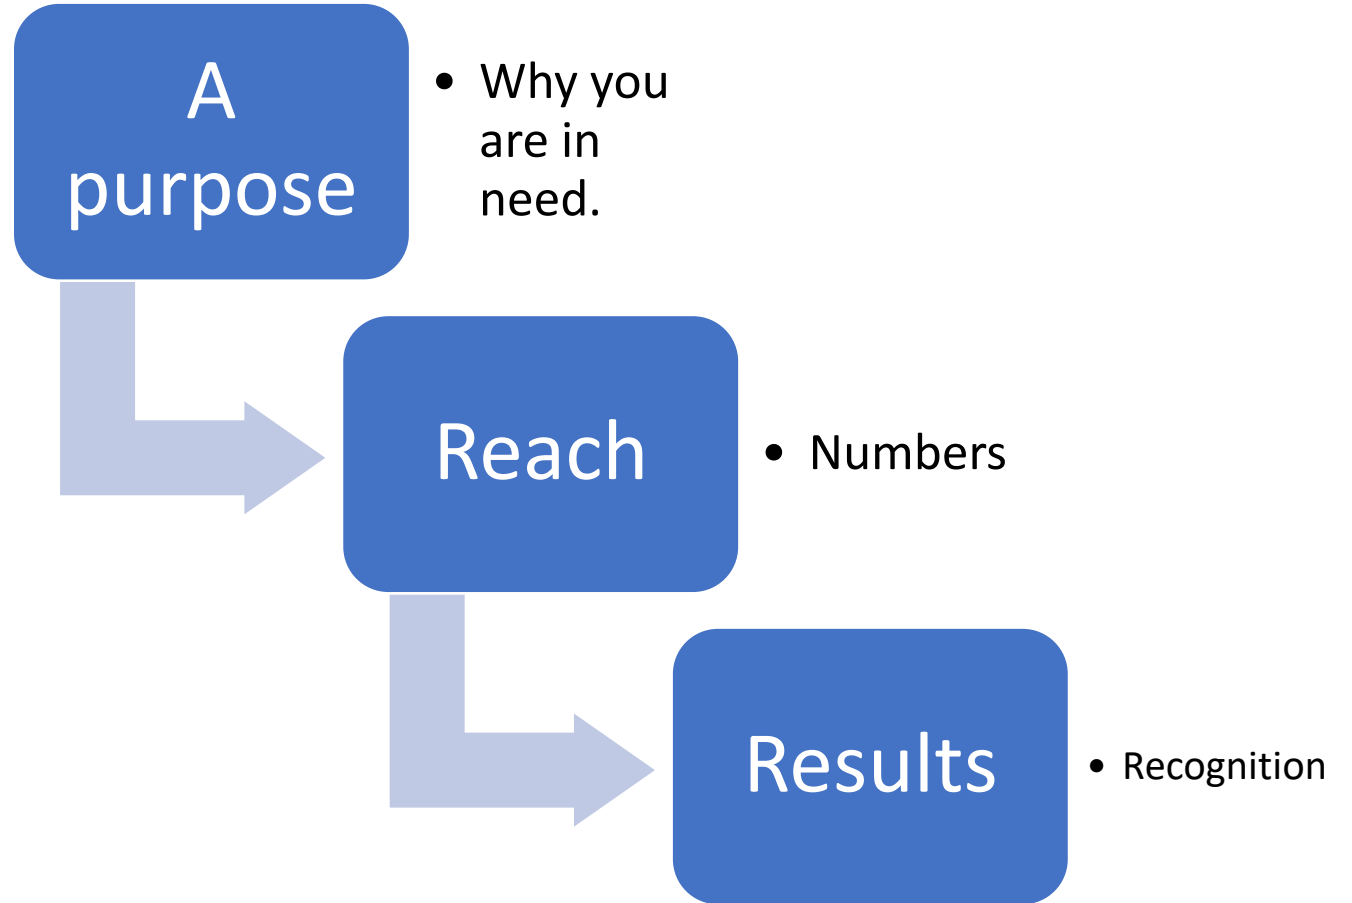 A
purpose
• Why you
are in
need.
Reach
• Numbers
Results
• Recognition